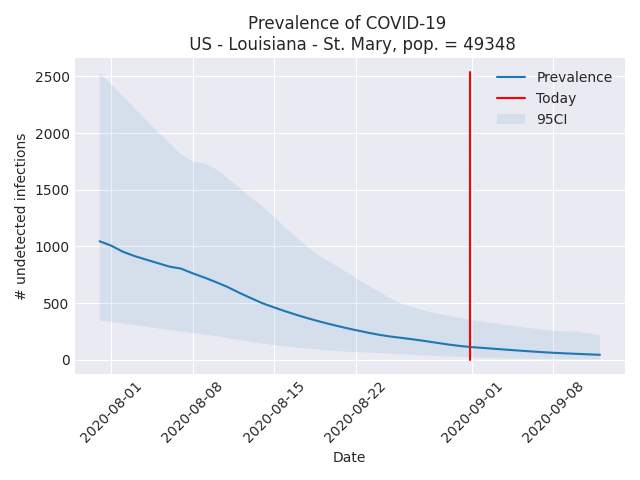 Prevalence of COVID-19
US - Louisiana - St. Mary, pop. = 49348
Prevalence
Today
95CI
# undetected infections
2500
2000
1500
1000
500
0
2020-08-01
2020-08-08
2020-08-15
2020-08-22
2020-09-01
2020-09-08
Date